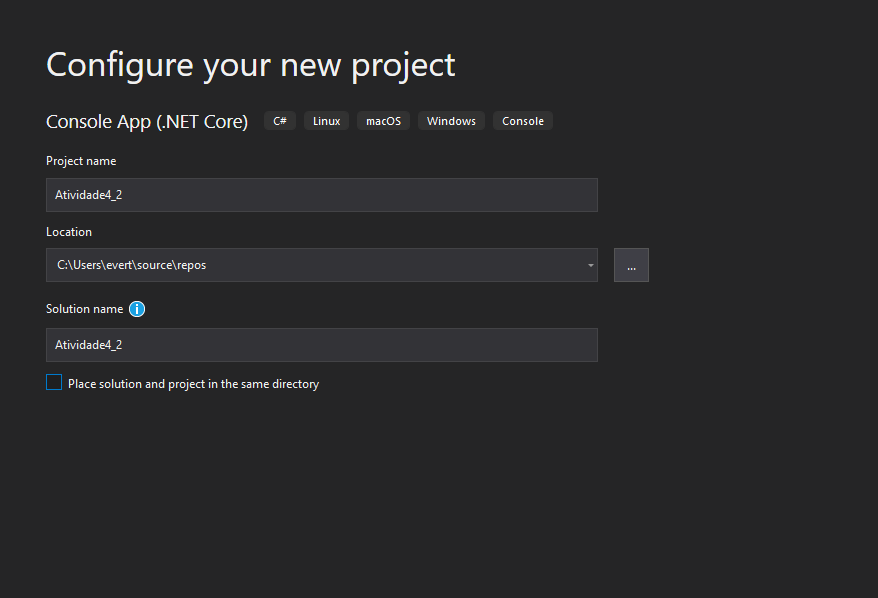 Configure your new project
Console App (.NET Core) C# Linux macOS Windows Console
Project name
Atividade4_2
Location
C:\Users\evert\source\repos
...
Solution name i
Atividade4_2
Place solution and project in the same directory